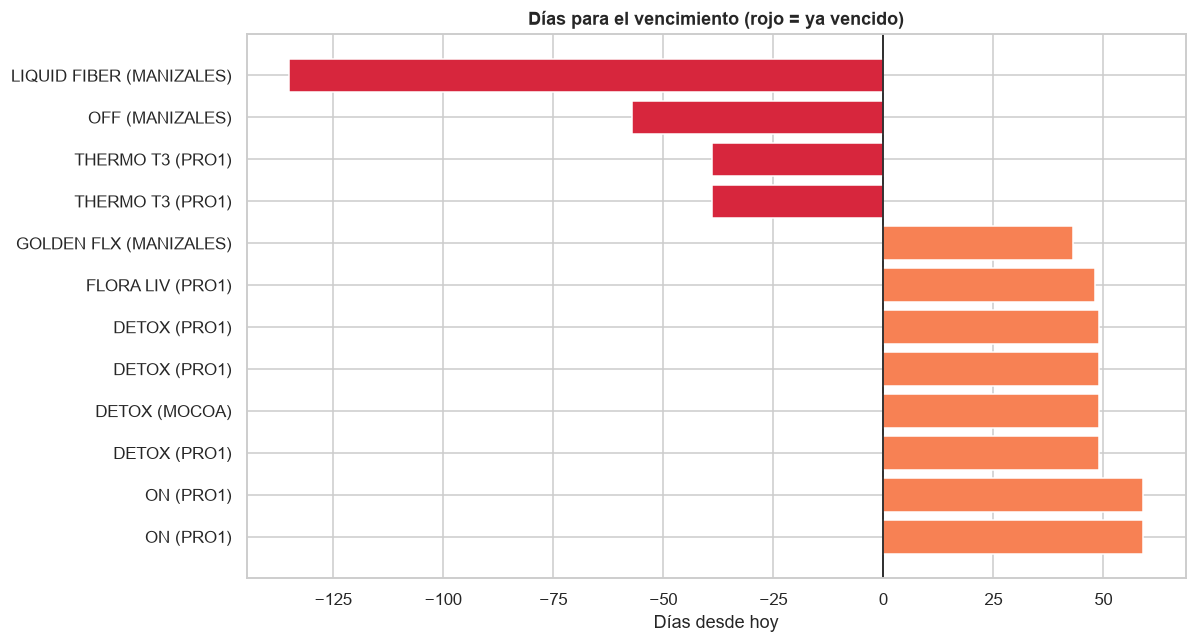 Días para el vencimiento (rojo = ya vencido)
LIQUID FIBER (MANIZALES)
OFF (MANIZALES)
THERMO T3 (PRO1)
THERMO T3 (PRO1)
GOLDEN FLX (MANIZALES)
FLORA LIV (PRO1)
DETOX (PRO1)
DETOX (PRO1)
DETOX (MOCOA)
DETOX (PRO1)
ON (PRO1)
ON (PRO1)
−125 −100 −75 −50 −25 0 25 50
Días desde hoy